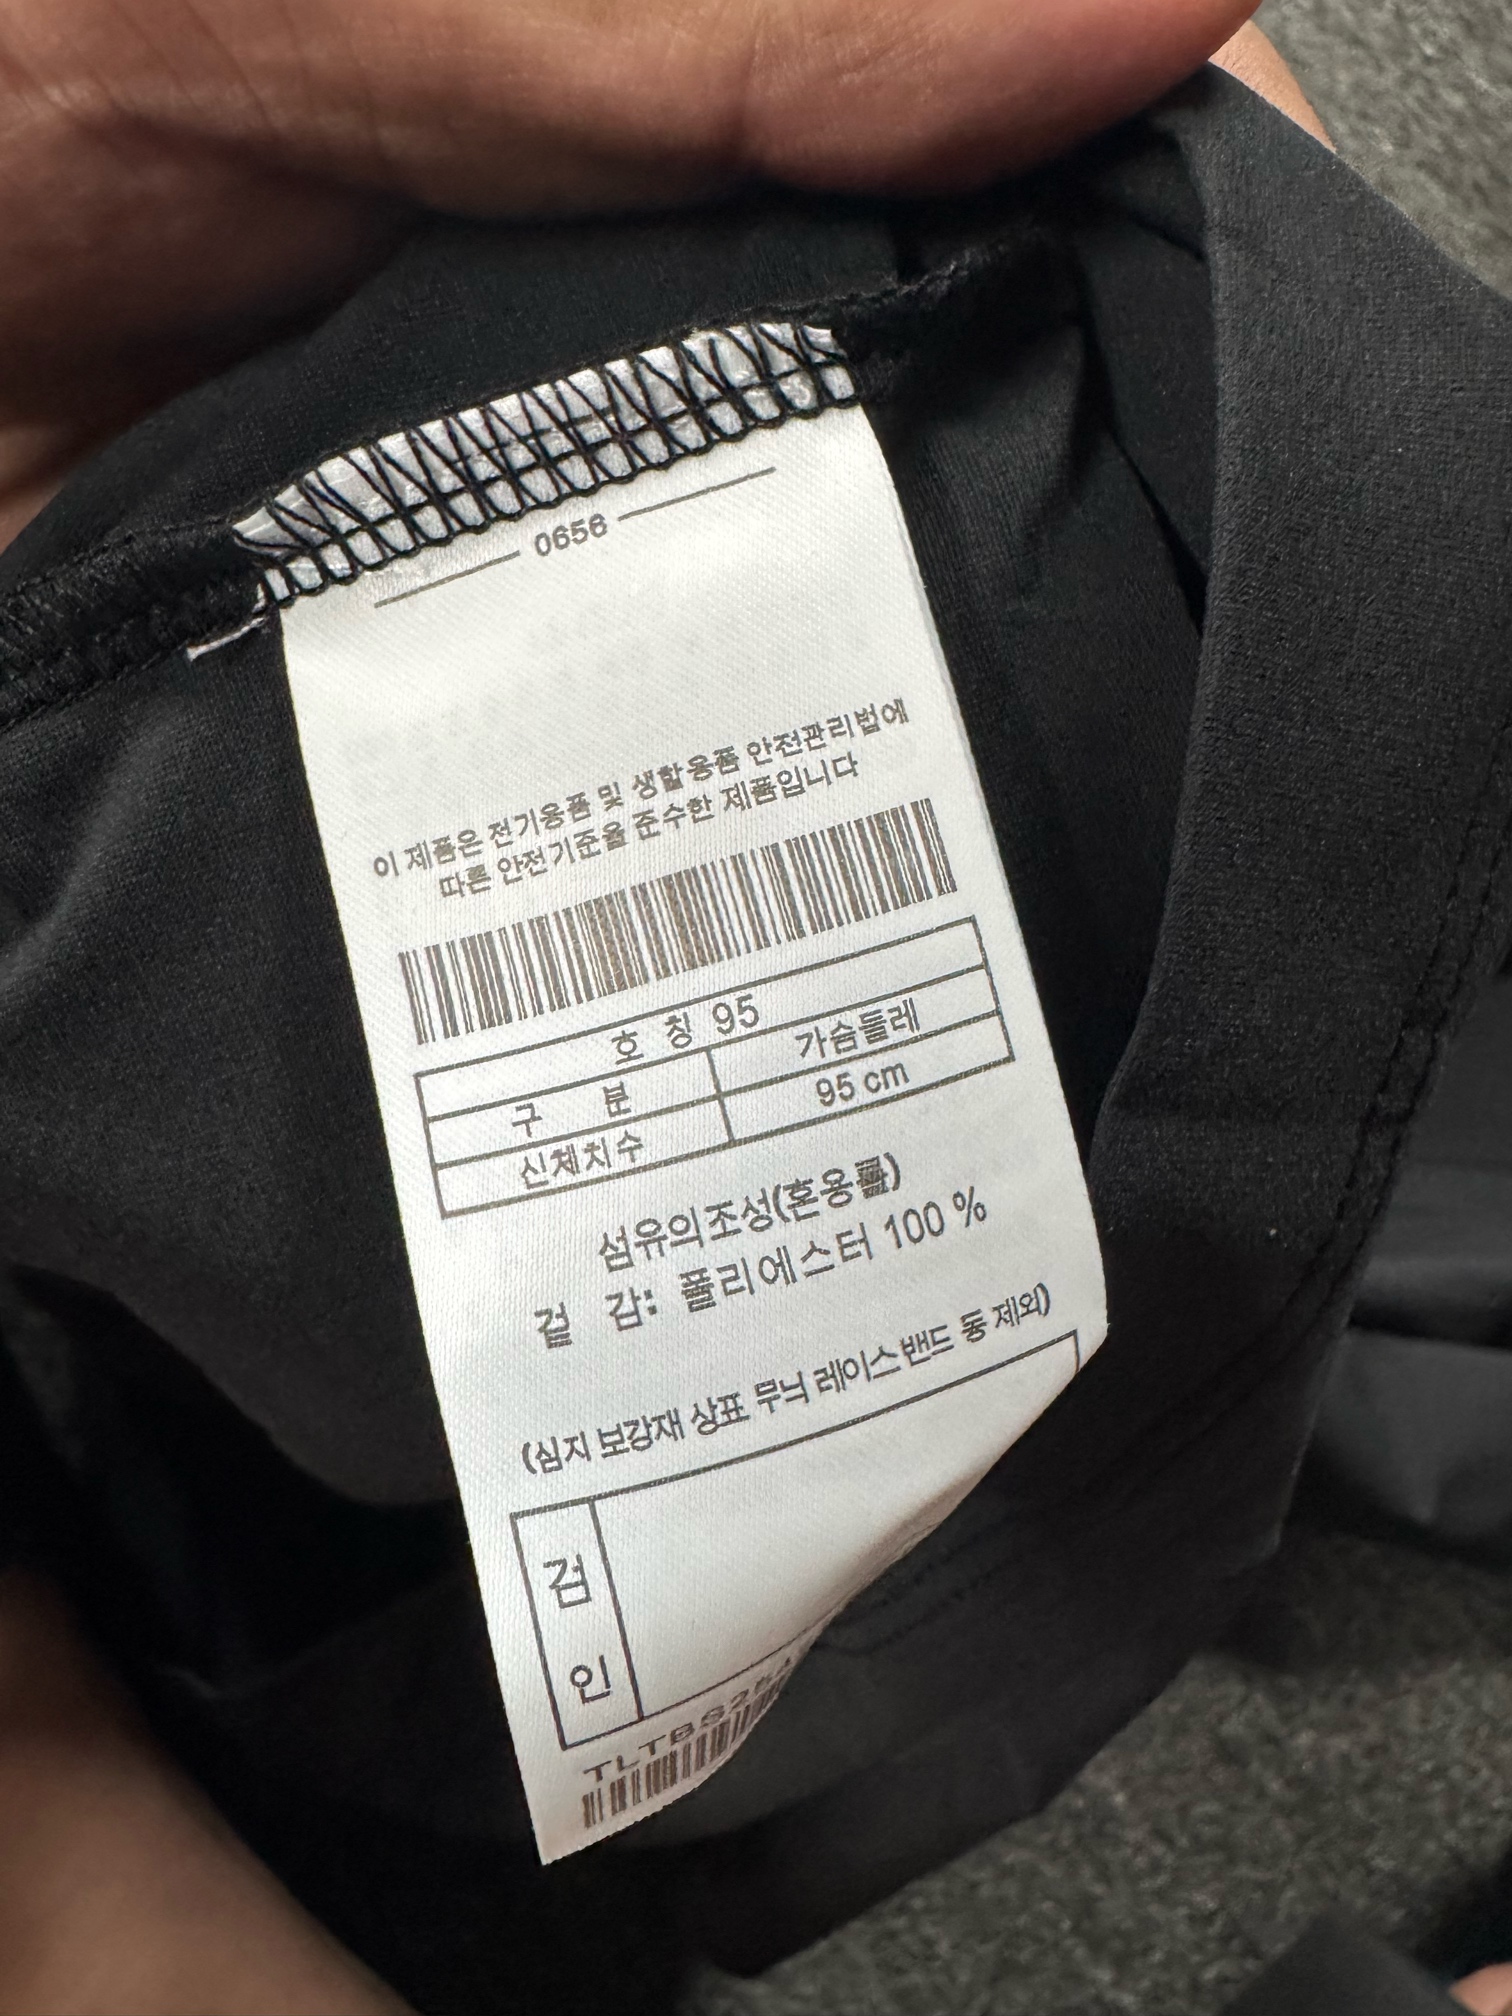 0656
이 제품은 전기용품 및 생활용품 안전관리법에
따른 안전기준을 준수한 제품입니다
호 칭 95
구 분 가슴둘레
신체치수 95 cm
섬유의조성(혼용률)
겉 감: 폴리에스터 100 %
(심지 보강재 상표 무늬 레이스밴드 등 제외)
검
인